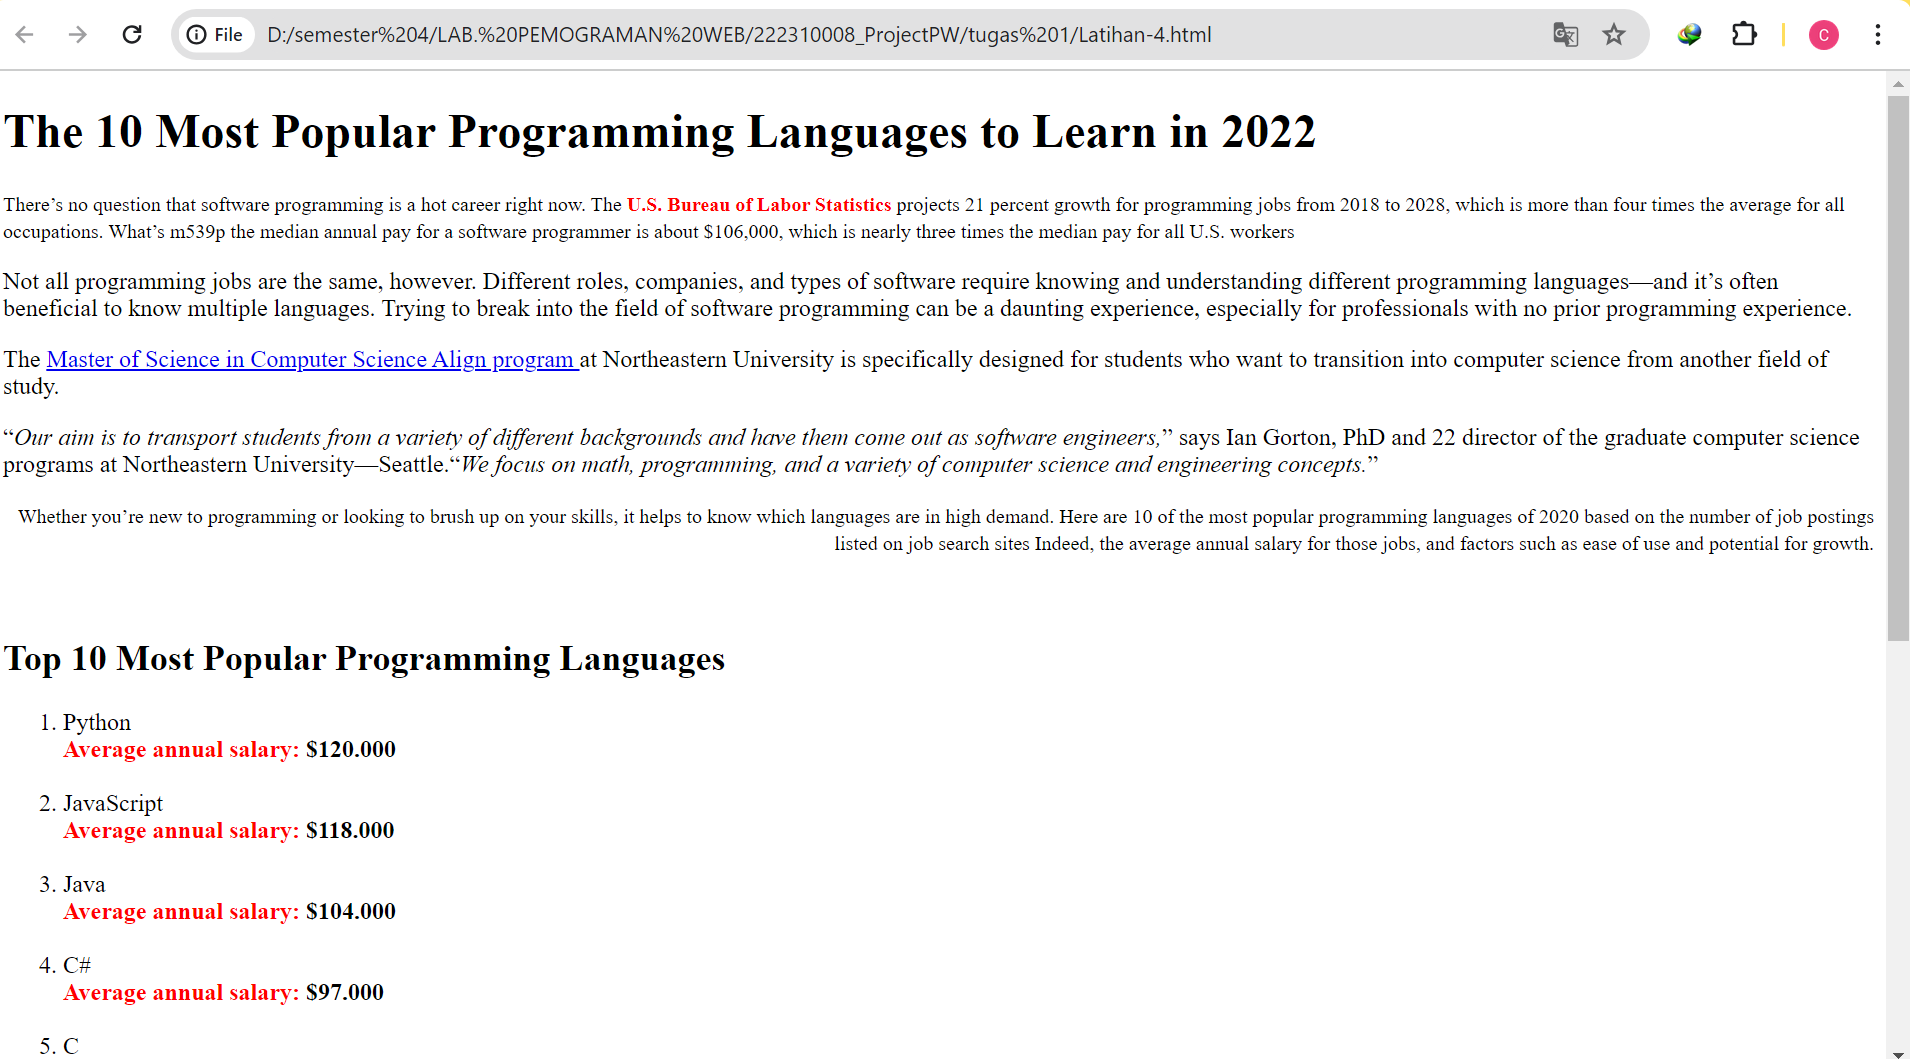 File
D:/semester%204/LAB.%20PEMOGRAMAN%20WEB/222310008_ProjectPW/tugas%201/Latihan-4.html
C
The 10 Most Popular Programming Languages to Learn in 2022
There’s no question that software programming is a hot career right now. The U.S. Bureau of Labor Statistics projects 21 percent growth for programming jobs from 2018 to 2028, which is more than four times the average for all
occupations. What’s m539p the median annual pay for a software programmer is about $106,000, which is nearly three times the median pay for all U.S. workers
Not all programming jobs are the same, however. Different roles, companies, and types of software require knowing and understanding different programming languages—and it’s often
beneficial to know multiple languages. Trying to break into the field of software programming can be a daunting experience, especially for professionals with no prior programming experience.
The Master of Science in Computer Science Align program at Northeastern University is specifically designed for students who want to transition into computer science from another field of
study.
“Our aim is to transport students from a variety of different backgrounds and have them come out as software engineers,” says Ian Gorton, PhD and 22 director of the graduate computer science
programs at Northeastern University—Seattle.“We focus on math, programming, and a variety of computer science and engineering concepts.”
Whether you’re new to programming or looking to brush up on your skills, it helps to know which languages are in high demand. Here are 10 of the most popular programming languages of 2020 based on the number of job postings
listed on job search sites Indeed, the average annual salary for those jobs, and factors such as ease of use and potential for growth.
Top 10 Most Popular Programming Languages
1. Python
Average annual salary: $120.000
2. JavaScript
Average annual salary: $118.000
3. Java
Average annual salary: $104.000
4. C#
Average annual salary: $97.000
5. C